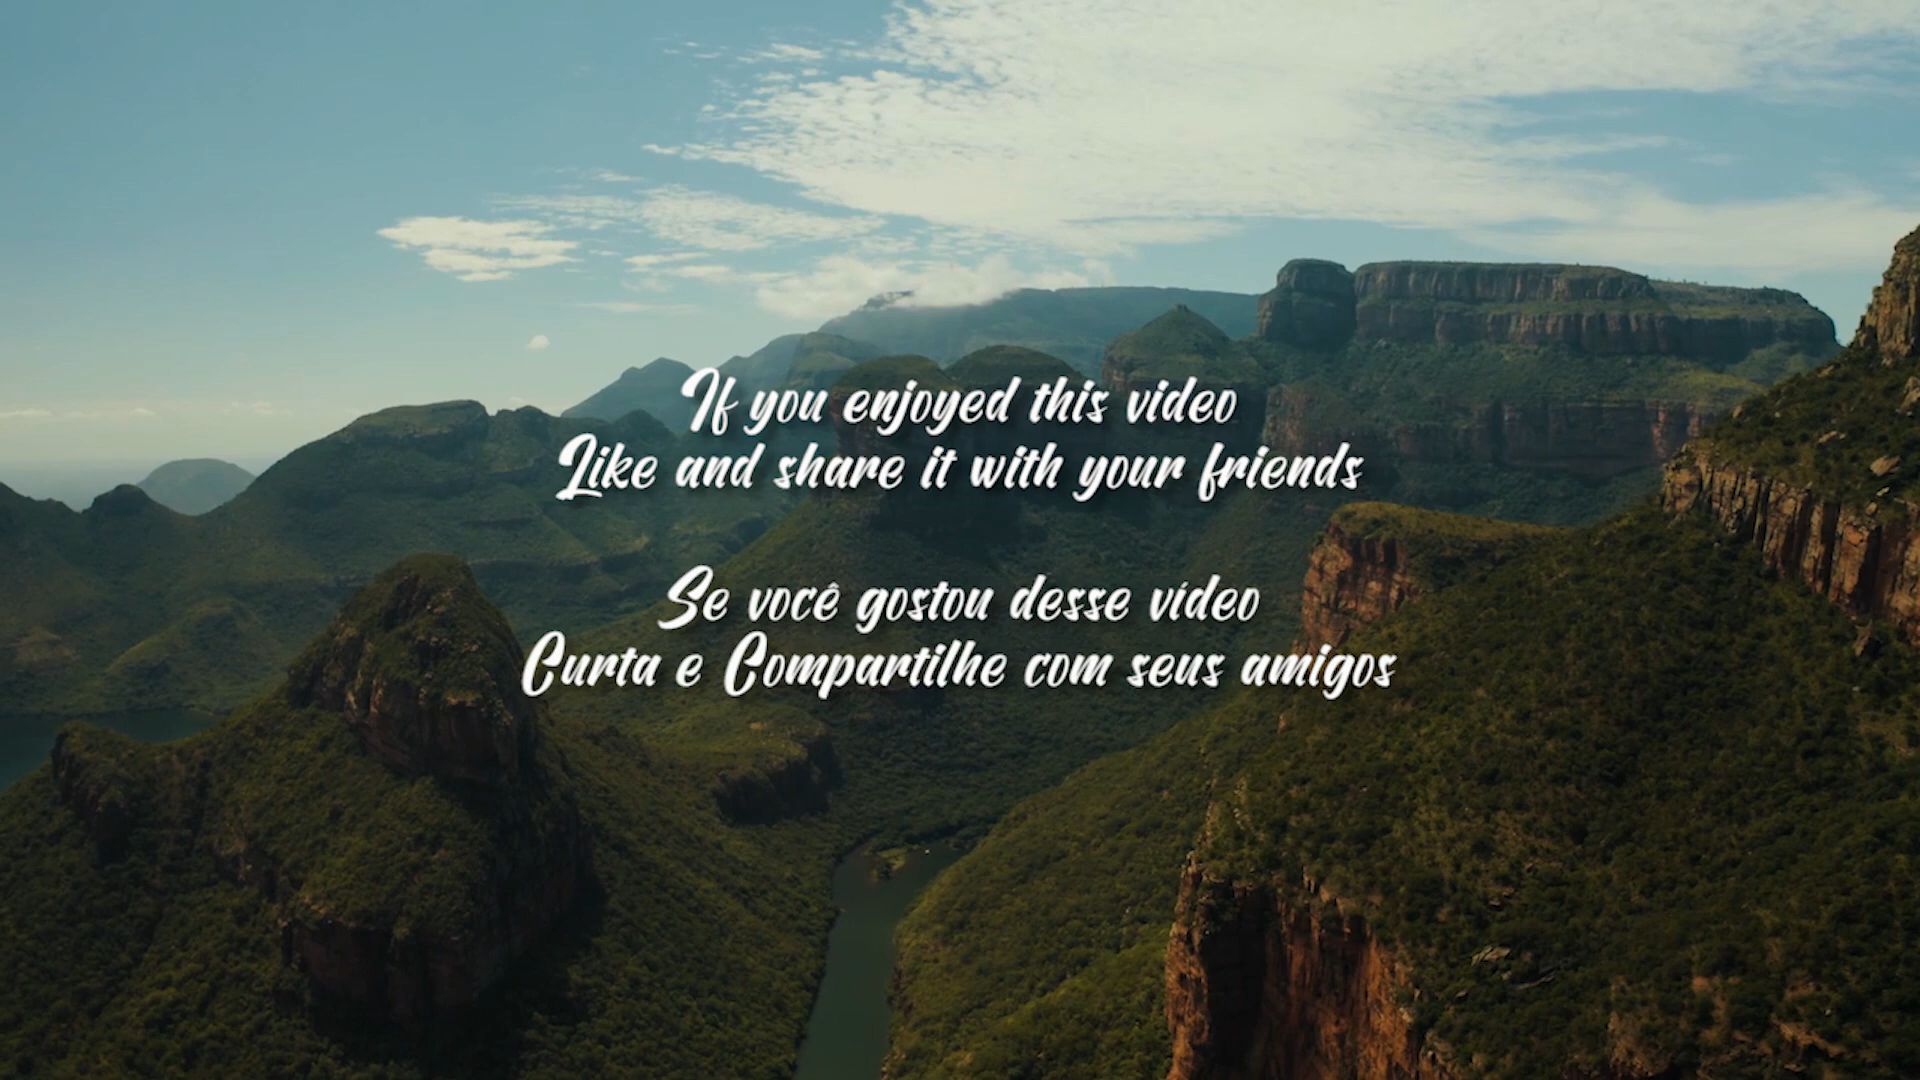 If you enjoyed this video
Like and share it with your friends
Se você gostou desse vídeo
Curta e Compartilhe com seus amigos